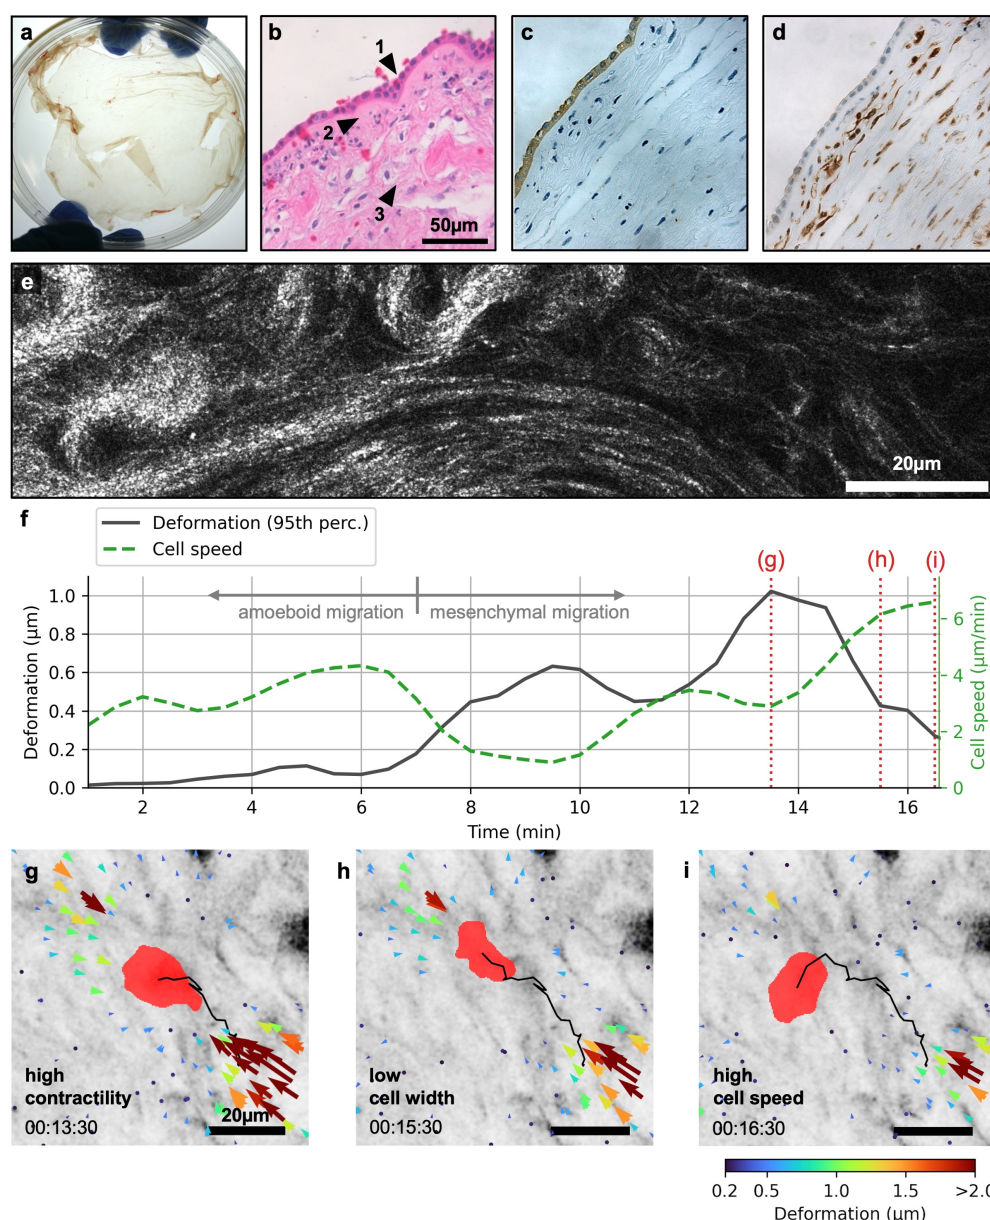 a
b
c
d
1
2
3
50µm
e
20µm
f
Deformation (95th perc.)
Cell speed
(g)
(h)
(i)
amoeboid migration
mesenchymal migration
Deformation (µm)
1.0
0.8
0.6
0.4
0.2
0.0
6
4
2
0
Cell speed (µm/min)
2
4
6
8
10
12
14
16
Time (min)
g
high
contractility
00:13:30
20µm
h
low
cell width
00:15:30
i
high
cell speed
00:16:30
0.2
0.5
1.0
1.5
>2.0
Deformation (µm)